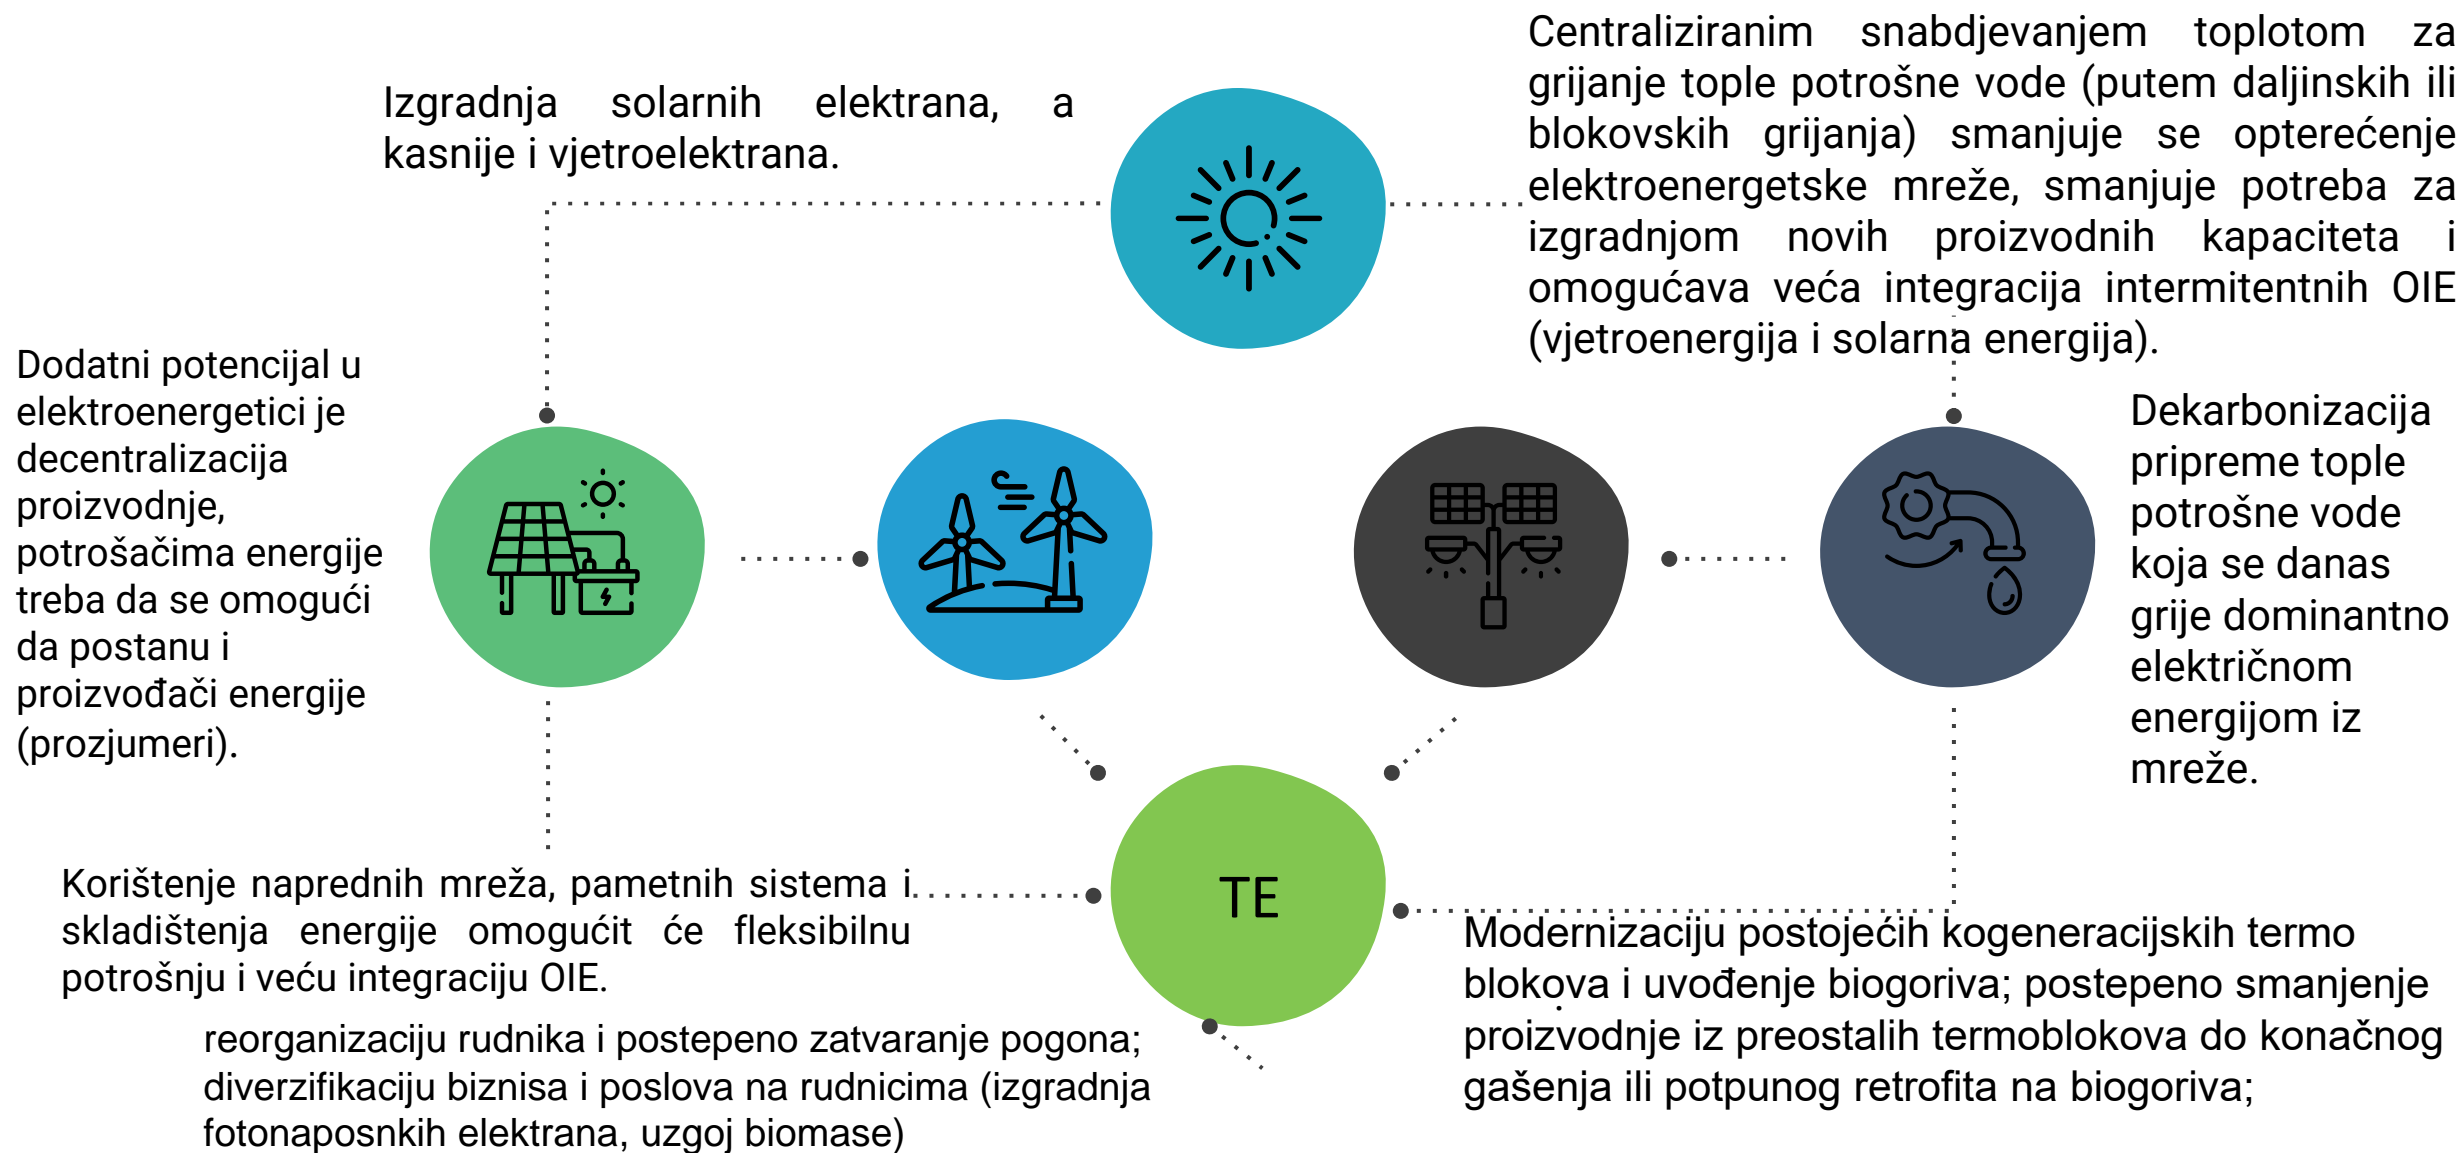 Izgradnja solarnih elektrana, a
kasnije i vjetroelektrana.
Centraliziranim snabdjevanjem toplotom za
grijanje tople potrošne vode (putem daljinskih ili
blokovskih grijanja) smanjuje se opterećenje
elektroenergetske mreže, smanjuje potreba za
izgradnjom novih proizvodnih kapaciteta i
omogućava veća integracija intermitentnih OIE
(vjetroenergija i solarna energija).
Dodatni potencijal u
elektroenergetici je
decentralizacija
proizvodnje,
potrošačima energije
treba da se omogući
da postanu i
proizvođači energije
(prozjumeri).
Dekarbonizacija
pripreme tople
potrošne vode
koja se danas
grije dominantno
električnom
energijom iz
mreže.
Korištenje naprednih mreža, pametnih sistema i
skladištenja energije omogućit će fleksibilnu
potrošnju i veću integraciju OIE.
TE
Modernizaciju postojećih kogeneracijskih termo
blokova i uvođenje biogoriva; postepeno smanjenje
proizvodnje iz preostalih termoblokova do konačnog
gašenja ili potpunog retrofita na biogoriva;
reorganizaciju rudnika i postepeno zatvaranje pogona;
diverzifikaciju biznisa i poslova na rudnicima (izgradnja
fotonaposnkih elektrana, uzgoj biomase)